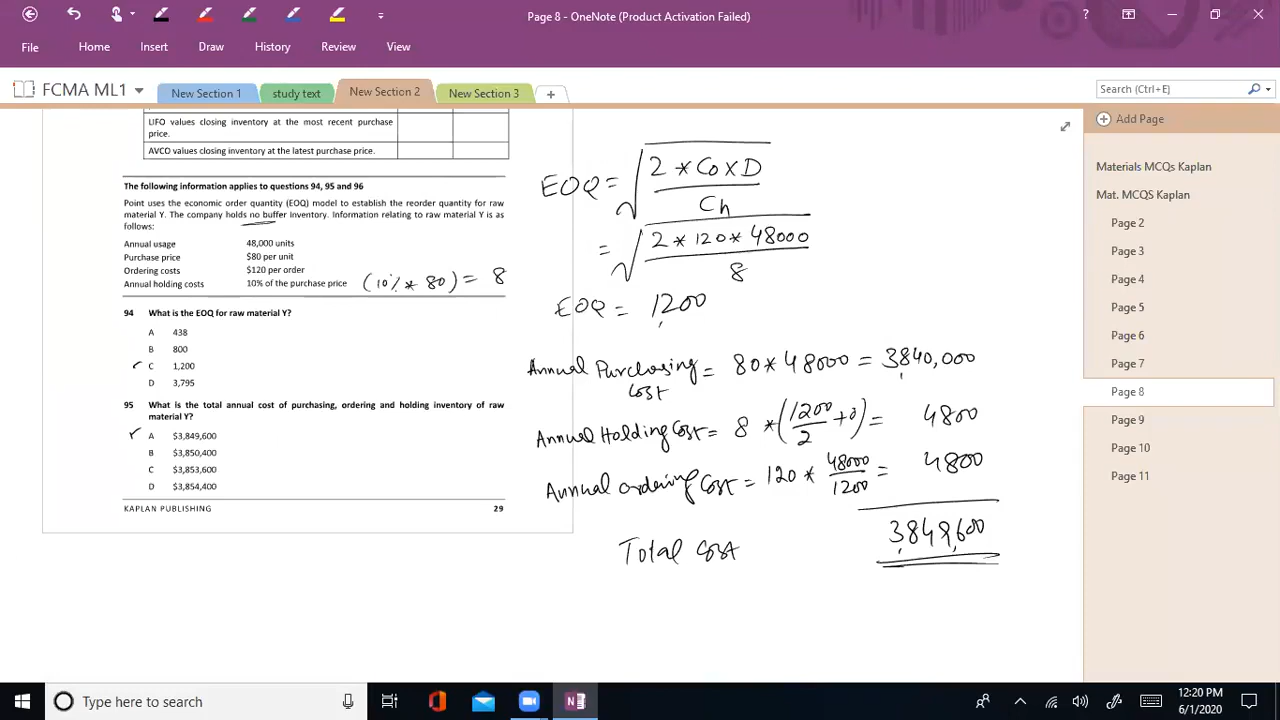 Page 8 - OneNote (Product Activation Failed)
?
File Home Insert Draw History Review View
FCMA ML1
New Section 1
study text
New Section 2
New Section 3
Search (Ctrl+E)
Add Page
Materials MCQs Kaplan
Mat. MCQS Kaplan
Page 2
Page 3
Page 4
Page 5
Page 6
Page 7
Page 8
Page 9
Page 10
Page 11
LIFO values closing inventory at the most recent purchase
price.
AVCO values closing inventory at the latest purchase price.
The following information applies to questions 94, 95 and 96
Point uses the economic order quantity (EOQ) model to establish the reorder quantity for raw
material Y. The company holds no buffer inventory. Information relating to raw material Y is as
follows:
Annual usage 48,000 units
Purchase price $80 per unit
Ordering costs $120 per order
Annual holding costs 10% of the purchase price (10% * 80) = 8
94 What is the EOQ for raw material Y?
A 438
B 800
C 1,200
D 3,795
95 What is the total annual cost of purchasing, ordering and holding inventory of raw
material Y?
A $3,849,600
B $3,850,400
C $3,853,600
D $3,854,400
KAPLAN PUBLISHING 29
EOQ = √ 2 * Co x D
Ch
= √ 2 * 120 * 48000
8
EOQ = 1,200
Annual Purchasing Cost = 80 * 48000 = 3,840,000
Annual Holding Cost = 8 * (1200/2 + 0) = 4800
Annual ordering Cost = 120 * 48000/1200 = 4800
Total Cost 3,849,600
Type here to search
12:20 PM
6/1/2020